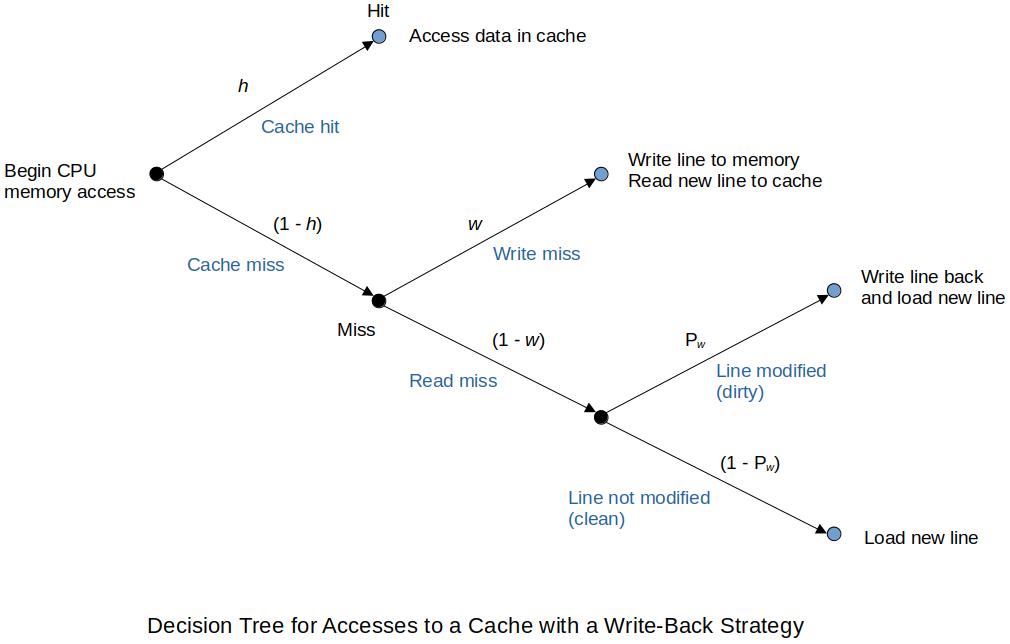 Hit
Access data in cache
h
Cache hit
Begin CPU
memory access
(1 - h)
Cache miss
Miss
Write line to memory
Read new line to cache
w
Write miss
(1 - w)
Read miss
Write line back
and load new line
Pw
Line modified
(dirty)
(1 - Pw)
Line not modified
(clean)
Load new line
Decision Tree for Accesses to a Cache with a Write-Back Strategy